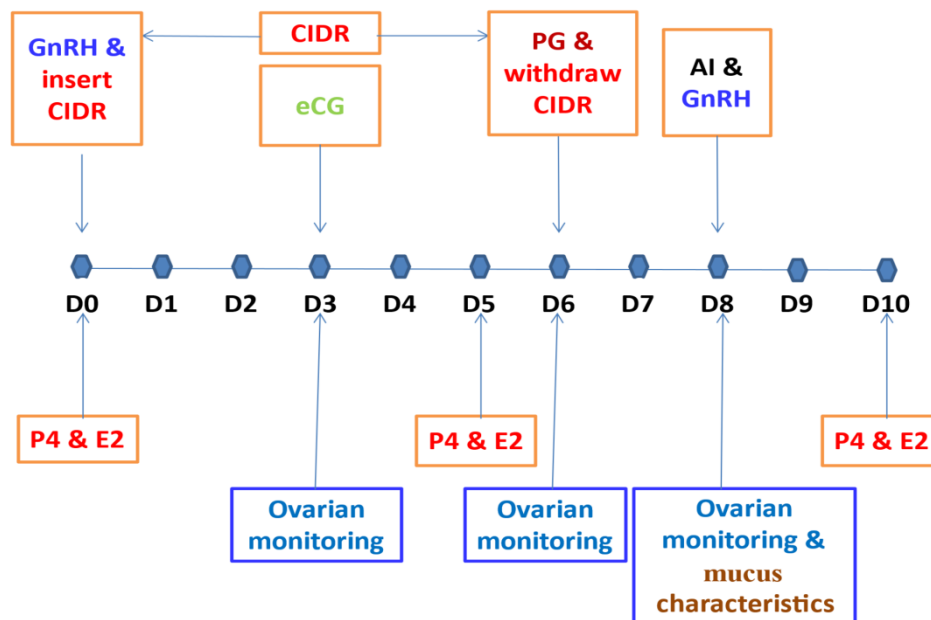 GnRH &
insert
CIDR
CIDR
eCG
PG &
withdraw
CIDR
AI &
GnRH
D0 D1 D2 D3 D4 D5 D6 D7 D8 D9 D10
P4 & E2
P4 & E2
P4 & E2
Ovarian
monitoring
Ovarian
monitoring
Ovarian
monitoring &
mucus
characteristics